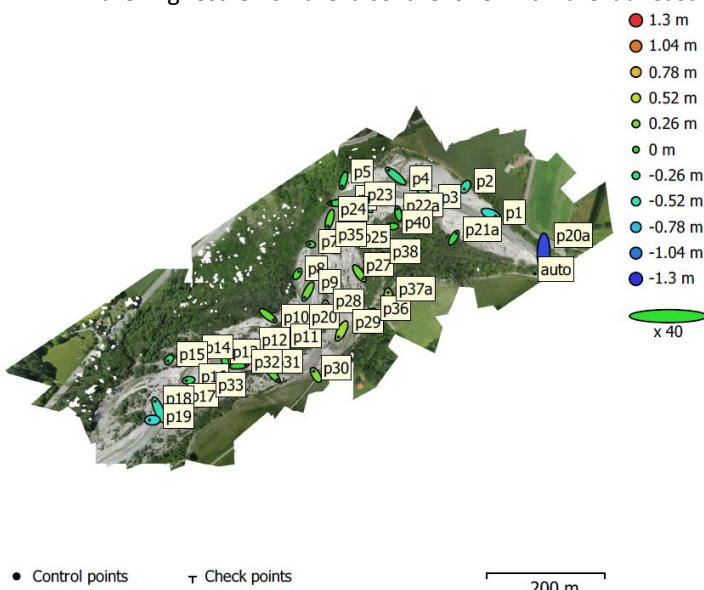 1.3 m
1.04 m
0.78 m
0.52 m
0.26 m
0 m
-0.26 m
-0.52 m
-0.78 m
-1.04 m
-1.3 m
x 40
p5
p4
p2
p23
p3
p24
p22a
p1
p40
p35
p25
p21a
p20a
p7
p38
p27
auto
p8
p9
p37a
p28
p36
p10
p20
p29
p12
p11
p15
p14
p32
31
p30
p33
p18
p17
p19
Control points
Check points
200 m